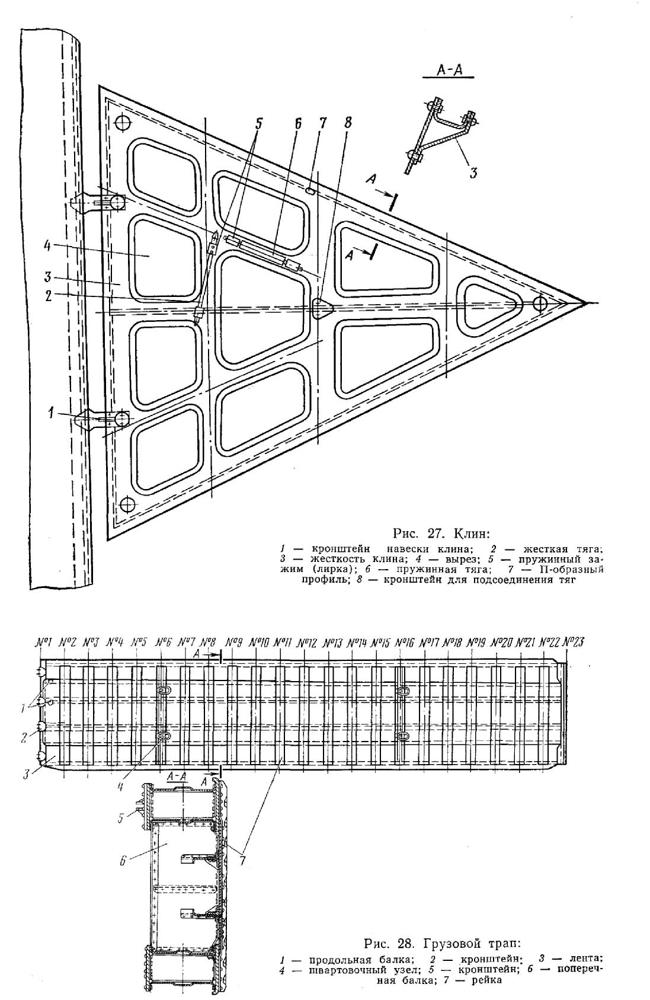 А-А
5 6 7 8
3
А
А
4
3
2
1
Рис. 27. Клин:
1 — кронштейн навески клина; 2 — жесткая тяга;
3 — жесткость клина; 4 — вырез; 5 — пружинный за-
жим (лирка); 6 — пружинная тяга; 7 — П-образный
профиль; 8 — кронштейн для подсоединения тяг
№1 №2 №3 №4 №5 №6 №7 №8 №9 №10 №11 №12 №13 №14 №15 №16 №17 №18 №19 №20 №21 №22 №23
А
1
2
3
4
А-А
А
5
6
7
Рис. 28. Грузовой трап:
1 — продольная балка; 2 — кронштейн; 3 — лента;
4 — швартовочный узел; 5 — кронштейн; 6 — попереч-
ная балка; 7 — рейка